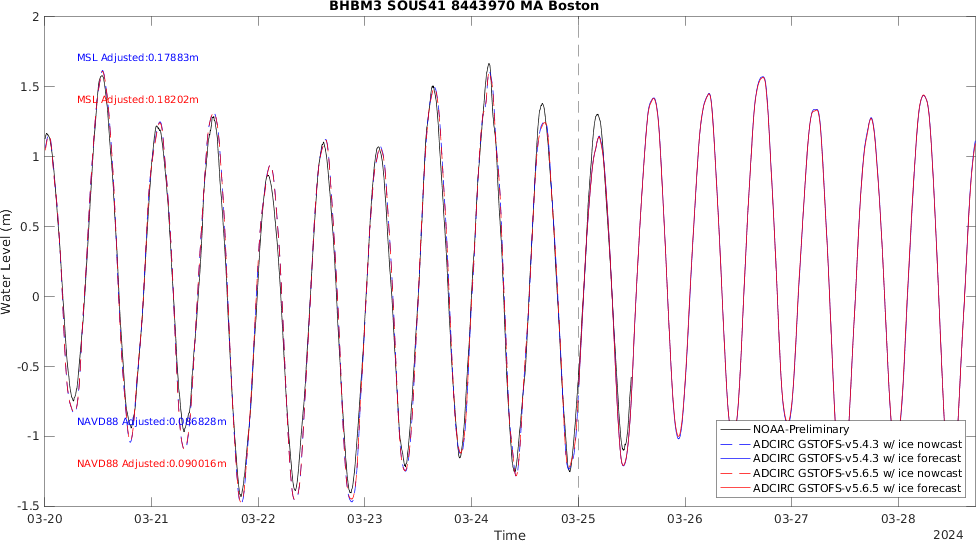 BHBM3 SOUS41 8443970 MA Boston
2
1.5
1
0.5
0
-0.5
-1
-1.5
Water Level (m)
MSL Adjusted:0.17883m
MSL Adjusted:0.18202m
NAVD88 Adjusted:0.086828m
NAVD88 Adjusted:0.090016m
NOAA-Preliminary
ADCIRC GSTOFS-v5.4.3 w/ ice nowcast
ADCIRC GSTOFS-v5.4.3 w/ ice forecast
ADCIRC GSTOFS-v5.6.5 w/ ice nowcast
ADCIRC GSTOFS-v5.6.5 w/ ice forecast
03-20 03-21 03-22 03-23 03-24 03-25 03-26 03-27 03-28
Time
2024